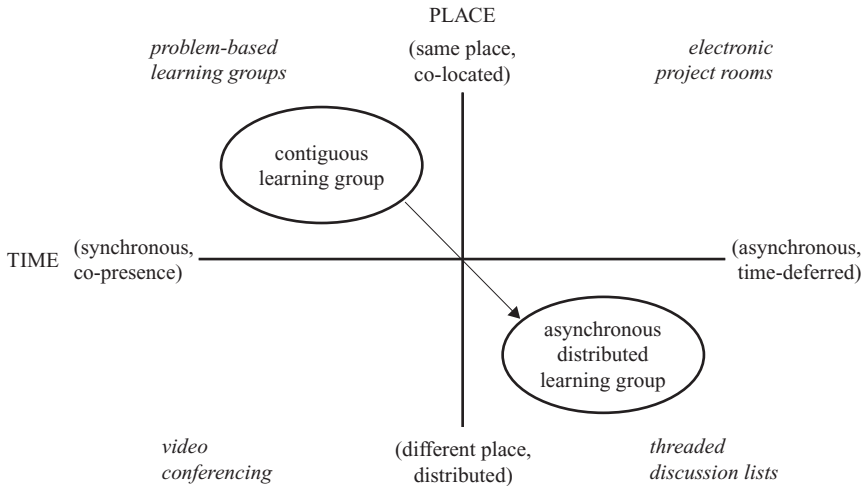 PLACE
problem-based
learning groups
(same place,
co-located)
electronic
project rooms
contiguous
learning group
TIME
(synchronous,
co-presence)
(asynchronous,
time-deferred)
asynchronous
distributed
learning group
video
conferencing
(different place,
distributed)
threaded
discussion lists